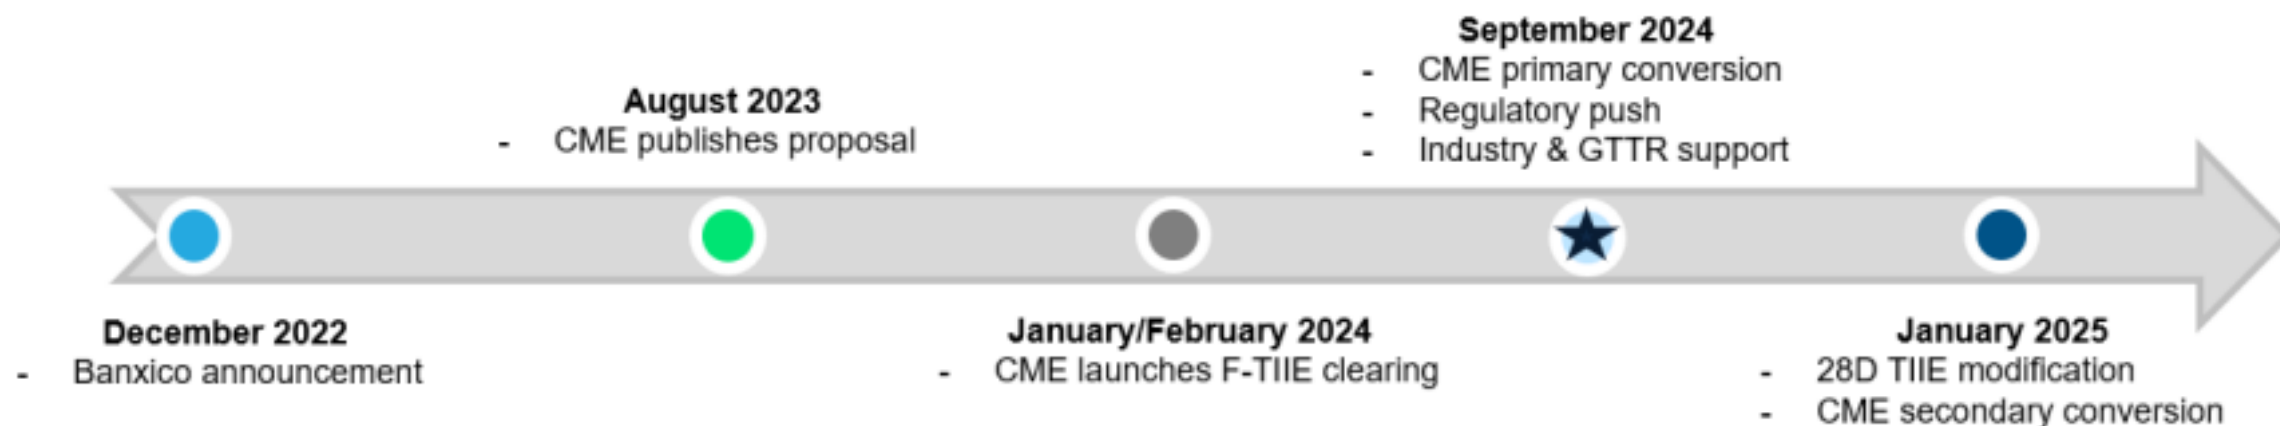 December 2022
- Banxico announcement
August 2023
- CME publishes proposal
January/February 2024
- CME launches F-TIIE clearing
September 2024
- CME primary conversion
- Regulatory push
- Industry & GTTR support
January 2025
- 28D TIIE modification
- CME secondary conversion